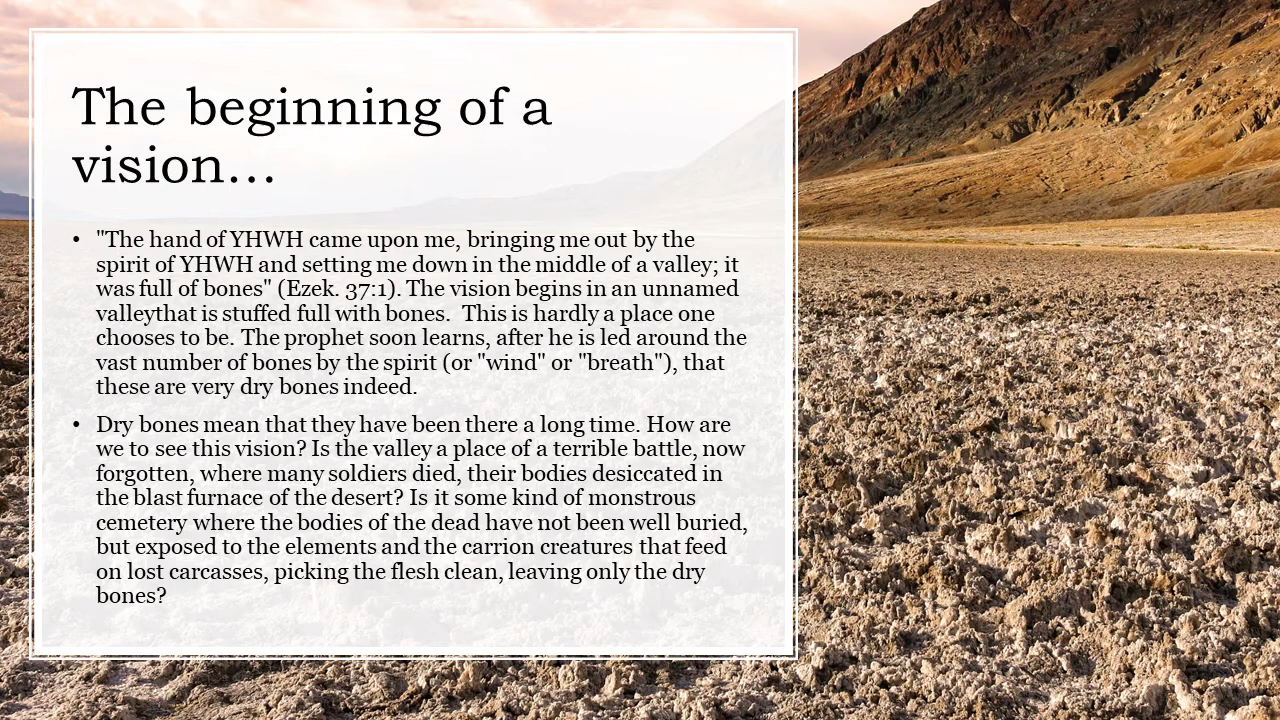 The beginning of a
vision…
• "The hand of YHWH came upon me, bringing me out by the
spirit of YHWH and setting me down in the middle of a valley; it
was full of bones" (Ezek. 37:1). The vision begins in an unnamed
valleythat is stuffed full with bones.  This is hardly a place one
chooses to be. The prophet soon learns, after he is led around the
vast number of bones by the spirit (or "wind" or "breath"), that
these are very dry bones indeed.
• Dry bones mean that they have been there a long time. How are
we to see this vision? Is the valley a place of a terrible battle, now
forgotten, where many soldiers died, their bodies desiccated in
the blast furnace of the desert? Is it some kind of monstrous
cemetery where the bodies of the dead have not been well buried,
but exposed to the elements and the carrion creatures that feed
on lost carcasses, picking the flesh clean, leaving only the dry
bones?